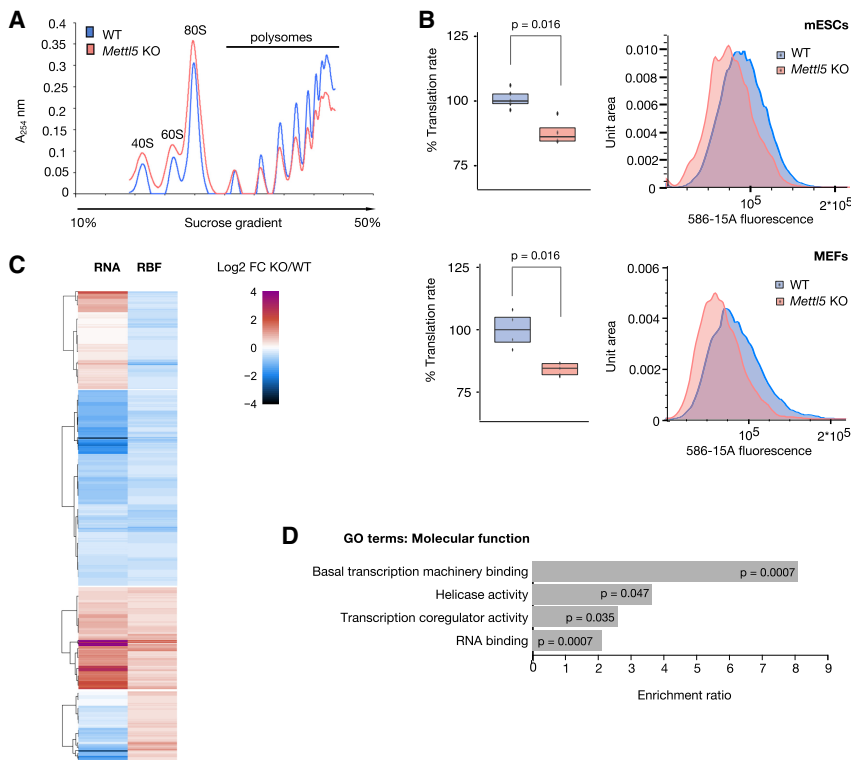 A
WT
Mettl5 KO
40S
60S
80S
polysomes
A254 nm
0.4
0.35
0.3
0.25
0.2
0.15
0.1
0.05
0
10%
Sucrose gradient
50%
B
p = 0.016
% Translation rate
125
100
75
mESCs
WT
Mettl5 KO
Unit area
0.010
0.008
0.006
0.004
0.002
0
10^5
2*10^5
586-15A fluorescence
p = 0.016
% Translation rate
125
100
75
MEFs
WT
Mettl5 KO
Unit area
0.006
0.004
0.002
0
10^5
2*10^5
586-15A fluorescence
C
RNA
RBF
Log2 FC KO/WT
4
2
0
−2
−4
D
GO terms: Molecular function
Basal transcription machinery binding
p = 0.0007
Helicase activity
p = 0.047
Transcription coregulator activity
p = 0.035
RNA binding
p = 0.0007
0 1 2 3 4 5 6 7 8 9
Enrichment ratio